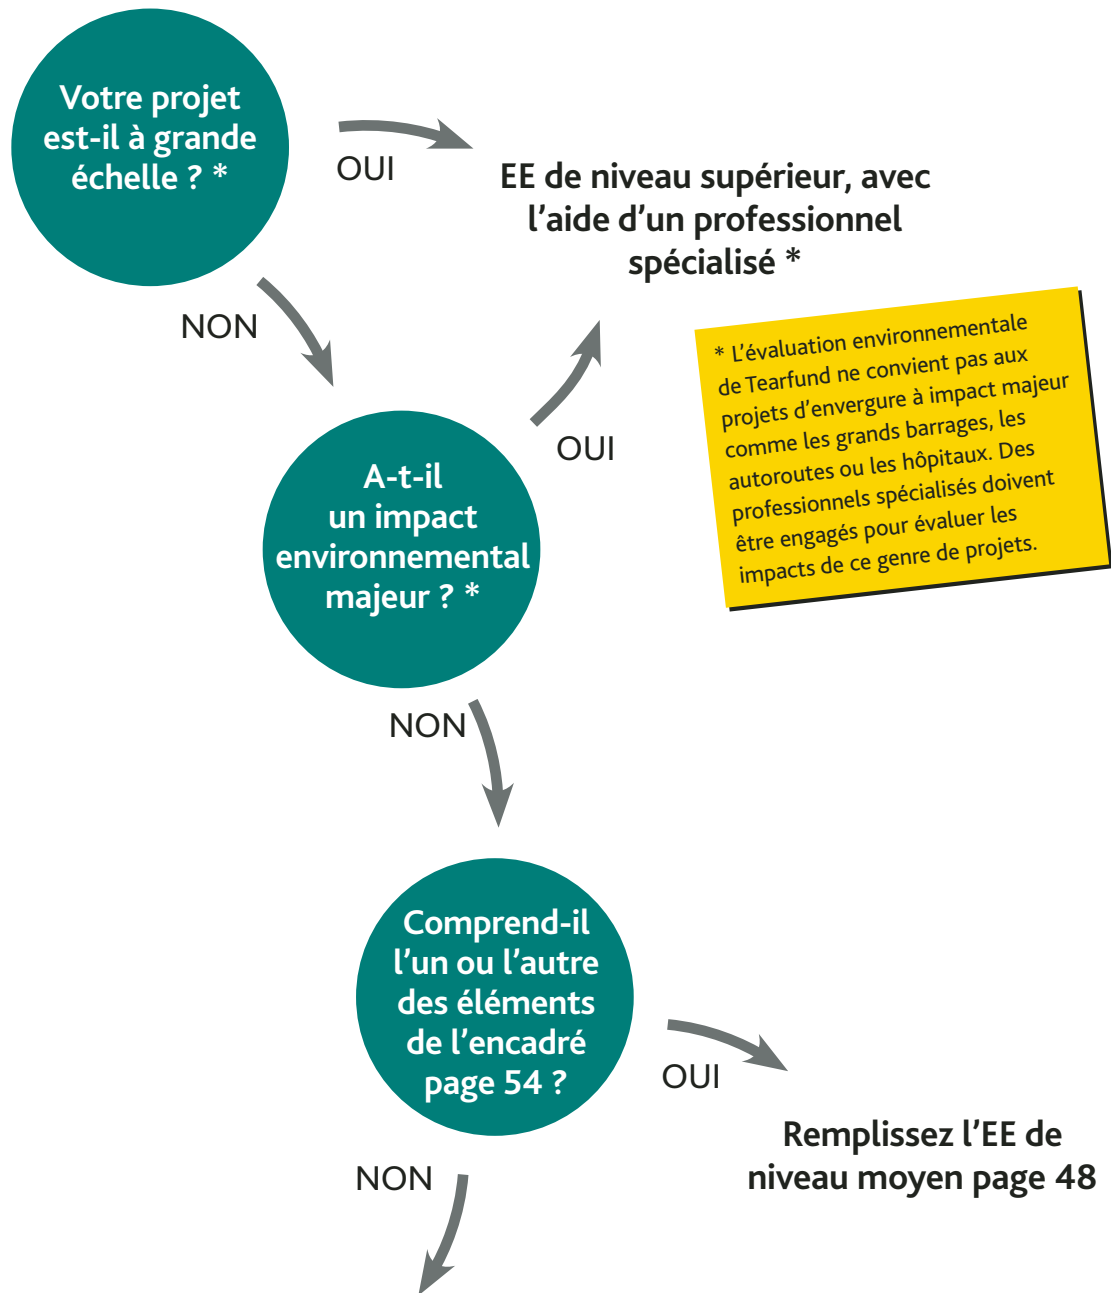 Votre projet
est-il à grande
échelle ? *
OUI
EE de niveau supérieur, avec
l’aide d’un professionnel
spécialisé *
NON
* L’évaluation environnementale
de Tearfund ne convient pas aux
projets d’envergure à impact majeur
comme les grands barrages, les
autoroutes ou les hôpitaux. Des
professionnels spécialisés doivent
être engagés pour évaluer les
impacts de ce genre de projets.
A-t-il
un impact
environnemental
majeur ? *
OUI
NON
Comprend-il
l’un ou l’autre
des éléments
de l’encadré
page 54 ?
OUI
Remplissez l’EE de
niveau moyen page 48
NON